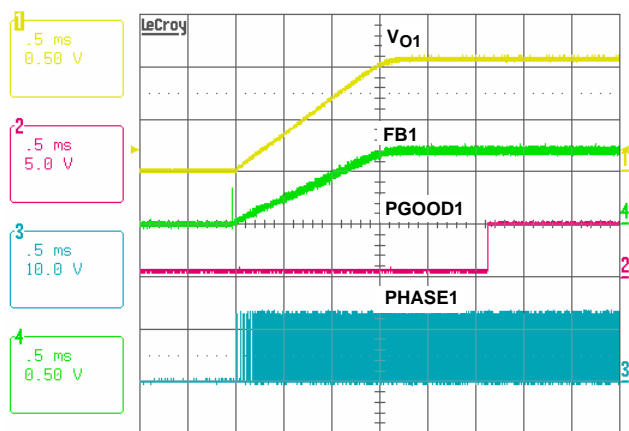 1
.5 ms
0.50 V
2
.5 ms
5.0 V
3
.5 ms
10.0 V
4
.5 ms
0.50 V
LeCroy
VO1
FB1
PGOOD1
PHASE1
1
4
2
3